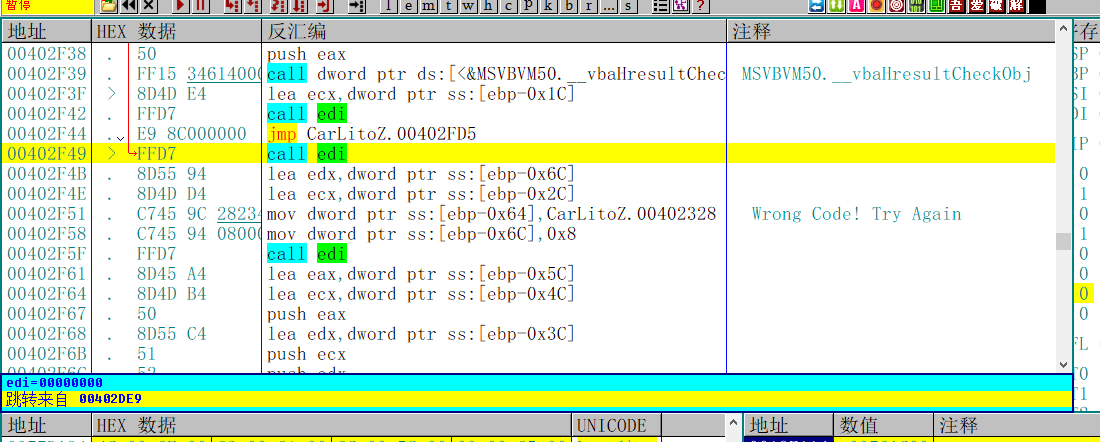 暂停 l e m t w h c p k b r ... s ?
吾 爱 破 解
地址 HEX 数据 反汇编 注释
00402F38 . 50 push eax
00402F39 . FF15 34614000 call dword ptr ds:[<&MSVBVM50.__vbaHresultChec MSVBVM50.__vbaHresultCheckObj
00402F3F > 8D4D E4 lea ecx,dword ptr ss:[ebp-0x1C]
00402F42 . FFD7 call edi
00402F44 . E9 8C000000 jmp CarLitoZ.00402FD5
00402F49 > FFD7 call edi
00402F4B . 8D55 94 lea edx,dword ptr ss:[ebp-0x6C]
00402F4E . 8D4D D4 lea ecx,dword ptr ss:[ebp-0x2C]
00402F51 . C745 9C 28234 mov dword ptr ss:[ebp-0x64],CarLitoZ.00402328 Wrong Code! Try Again
00402F58 . C745 94 08000 mov dword ptr ss:[ebp-0x6C],0x8
00402F5F . FFD7 call edi
00402F61 . 8D45 A4 lea eax,dword ptr ss:[ebp-0x5C]
00402F64 . 8D4D B4 lea ecx,dword ptr ss:[ebp-0x4C]
00402F67 . 50 push eax
00402F68 . 8D55 C4 lea edx,dword ptr ss:[ebp-0x3C]
00402F6B . 51 push ecx
edi=00000000
跳转来自 00402DE9
地址 HEX 数据 UNICODE 地址 数值 注释